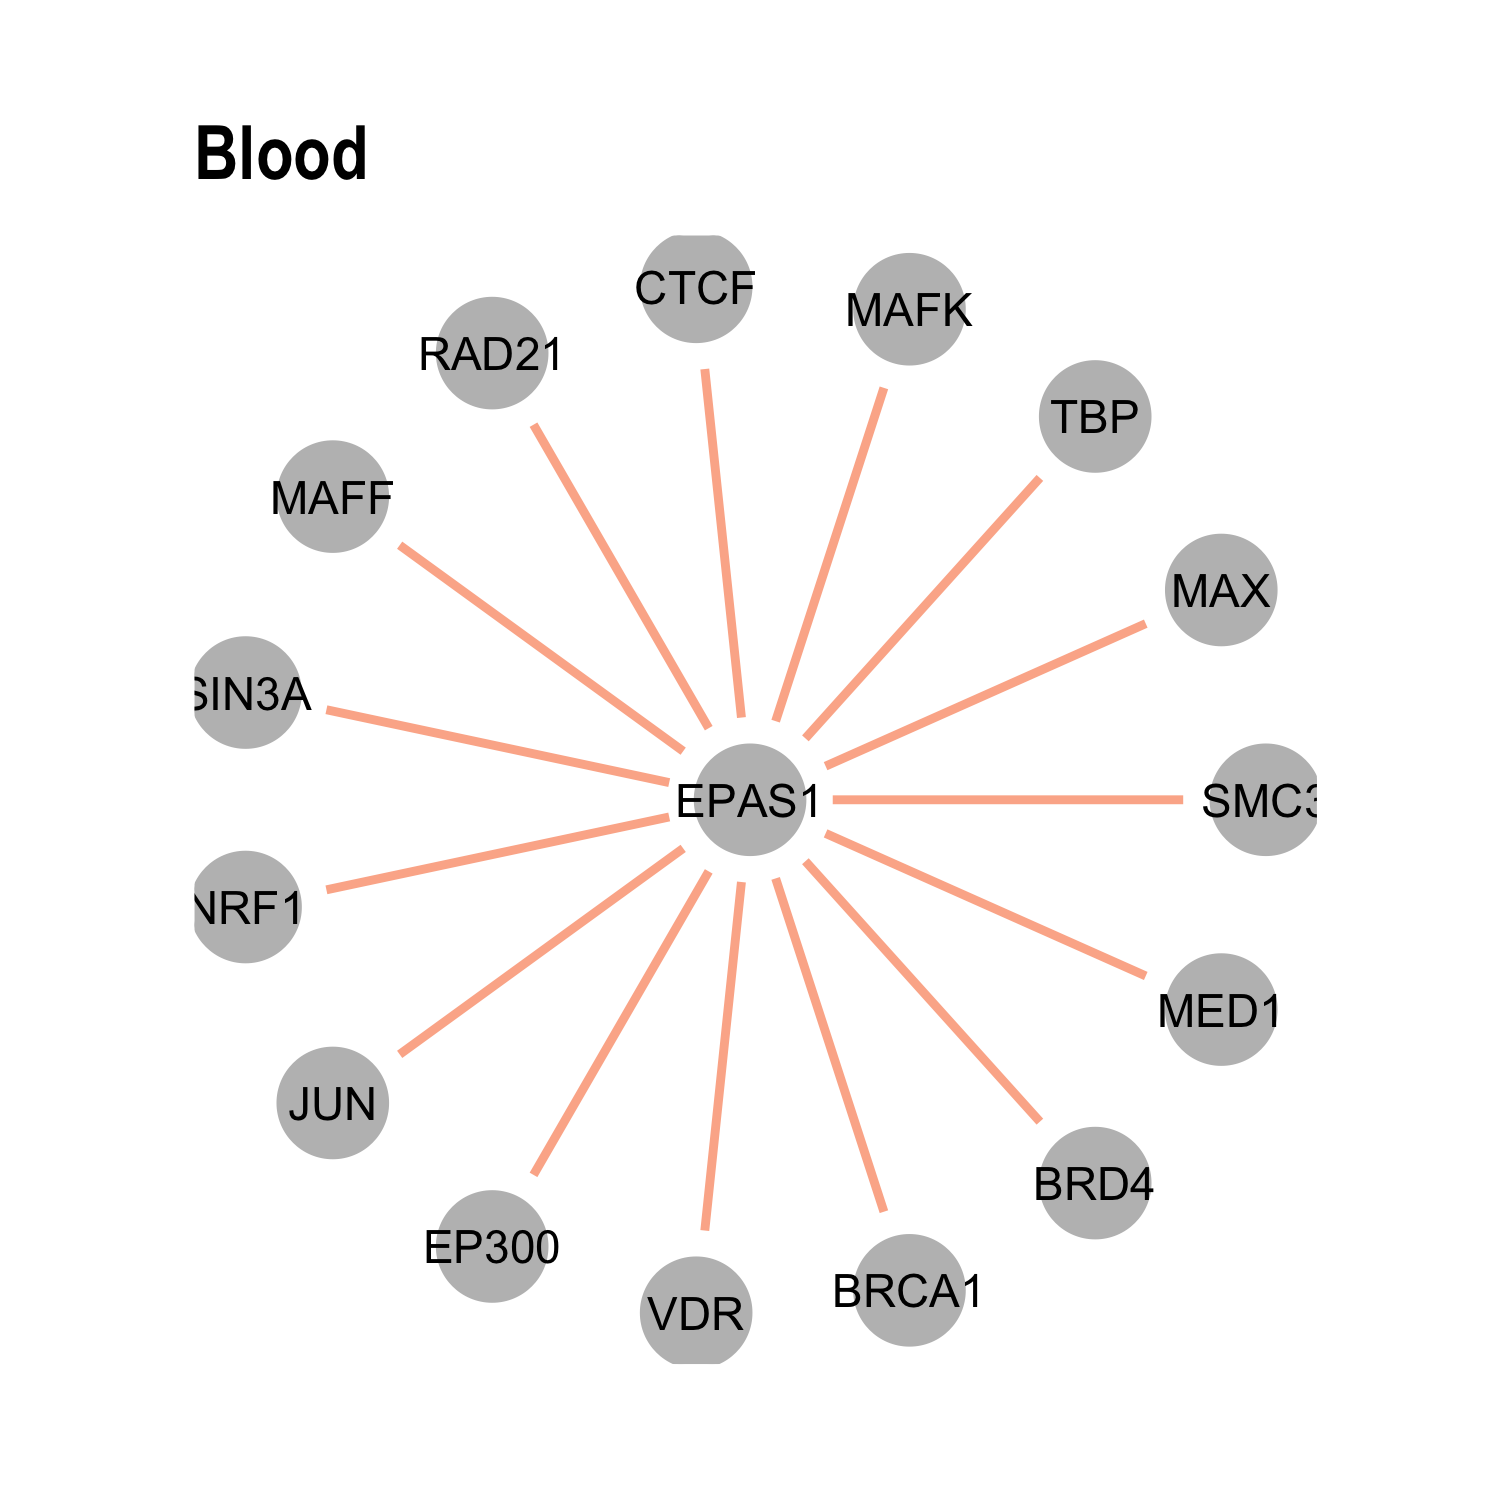 Blood
CTCF
MAFK
RAD21
TBP
MAFF
MAX
SIN3A
EPAS1
SMC3
NRF1
MED1
JUN
BRD4
EP300
BRCA1
VDR